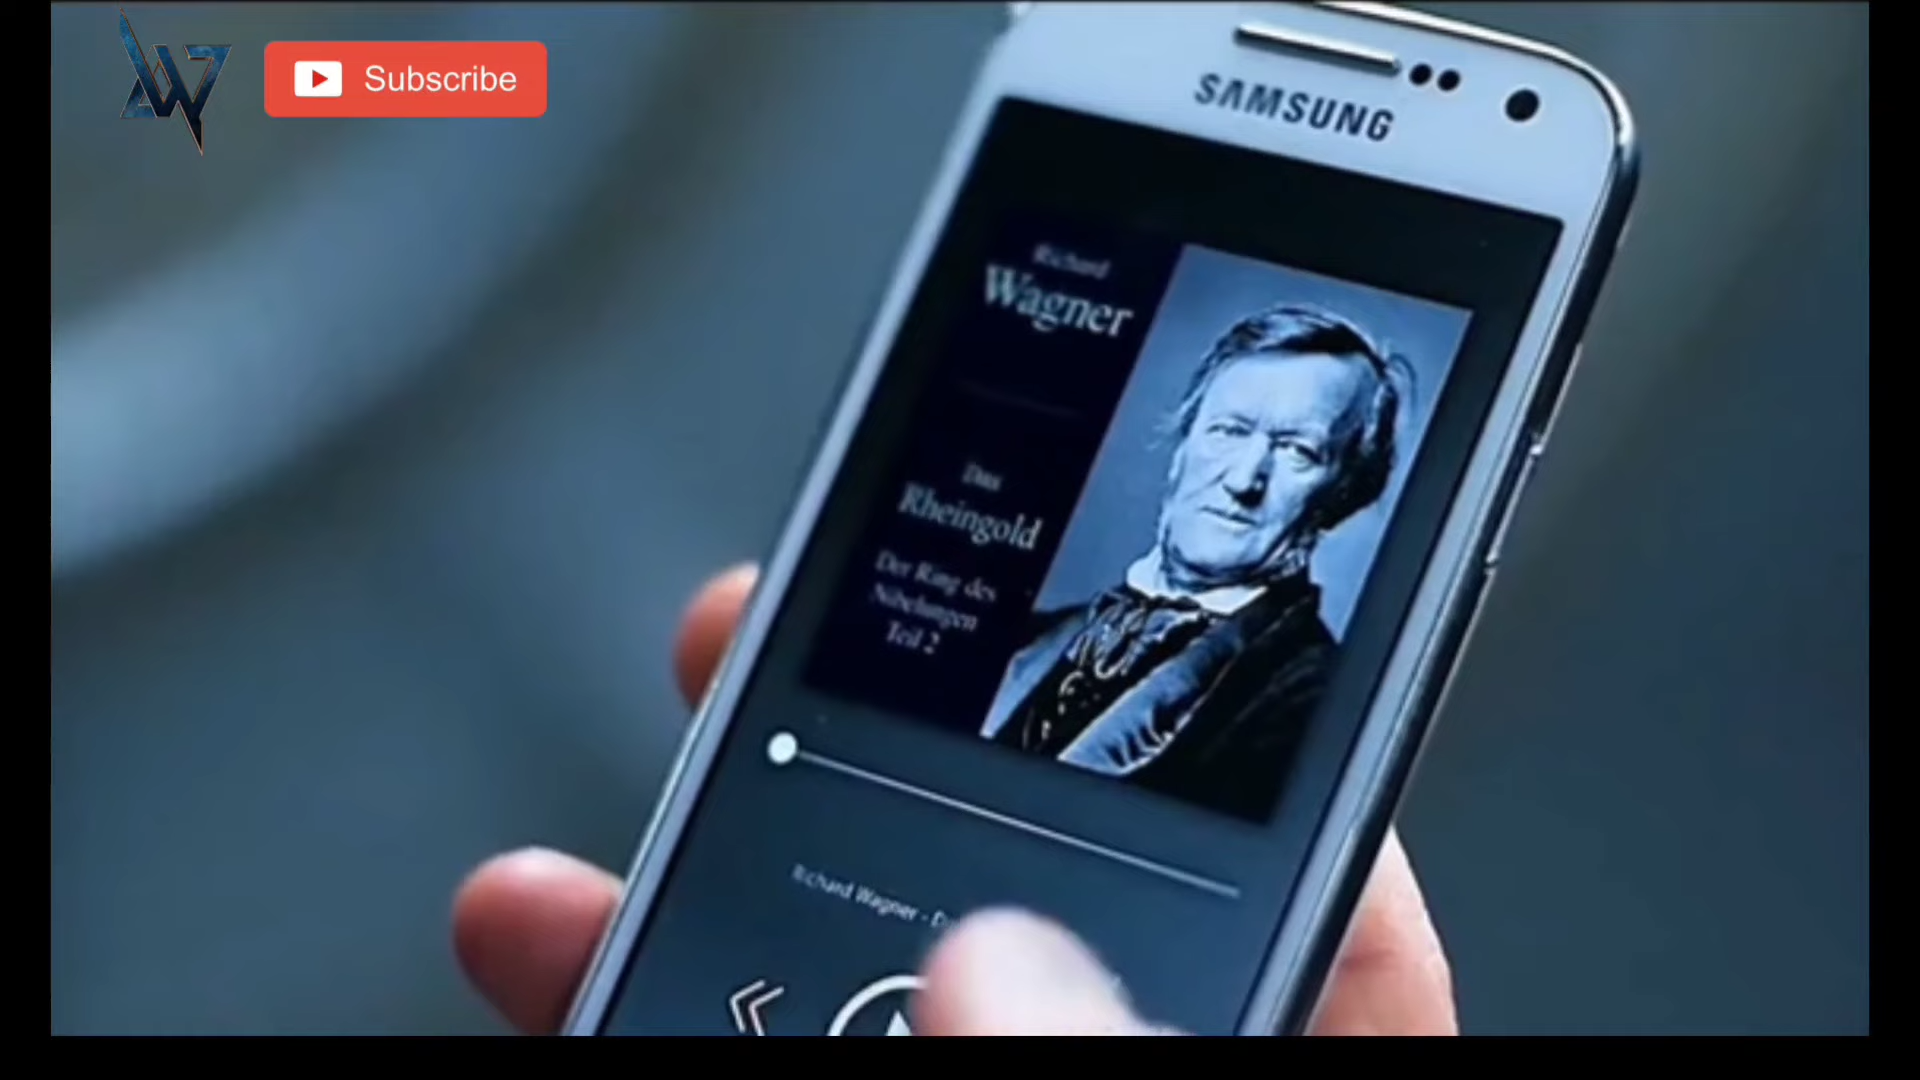 Subscribe
SAMSUNG
Richard
Wagner
Das
Rheingold
Der Ring des
Nibelungen
Teil 2
Richard Wagner - D